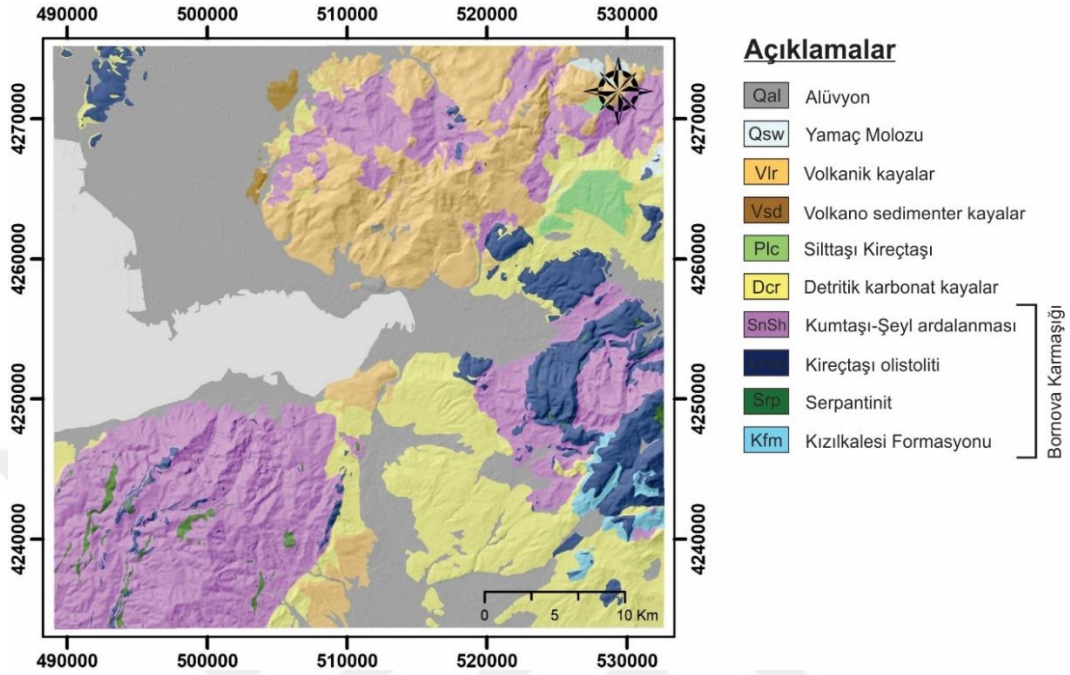 490000 500000 510000 520000 530000
4270000
4260000
4250000
4240000
4270000
4260000
4250000
4240000
0 5 10 Km
490000 500000 510000 520000 530000
Açıklamalar
Qal Alüvyon
Qsw Yamaç Molozu
Vlr Volkanik kayalar
Vsd Volkano sedimenter kayalar
Plc Silttaşı Kireçtaşı
Dcr Detritik karbonat kayalar
SnSh Kumtaşı-Şeyl ardalanması
Kireçtaşı olistoliti
Srp Serpantinit
Kfm Kızılkalesi Formasyonu
Bornova Karmaşığı